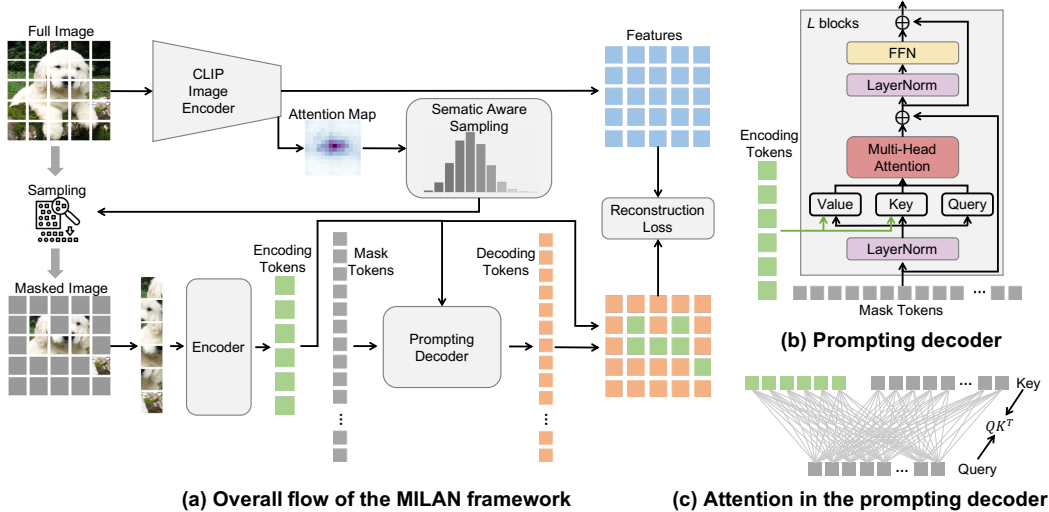 Full Image
CLIP
Image
Encoder
Attention Map
Sematic Aware
Sampling
Features
Sampling
Reconstruction
Loss
Masked Image
Encoder
Encoding
Tokens
Mask
Tokens
Prompting
Decoder
Decoding
Tokens
...
...
(a) Overall flow of the MILAN framework
L blocks
FFN
LayerNorm
Multi-Head
Attention
Encoding
Tokens
Value
Key
Query
LayerNorm
...
Mask Tokens
(b) Prompting decoder
...
Key
QK^T
...
Query
(c) Attention in the prompting decoder